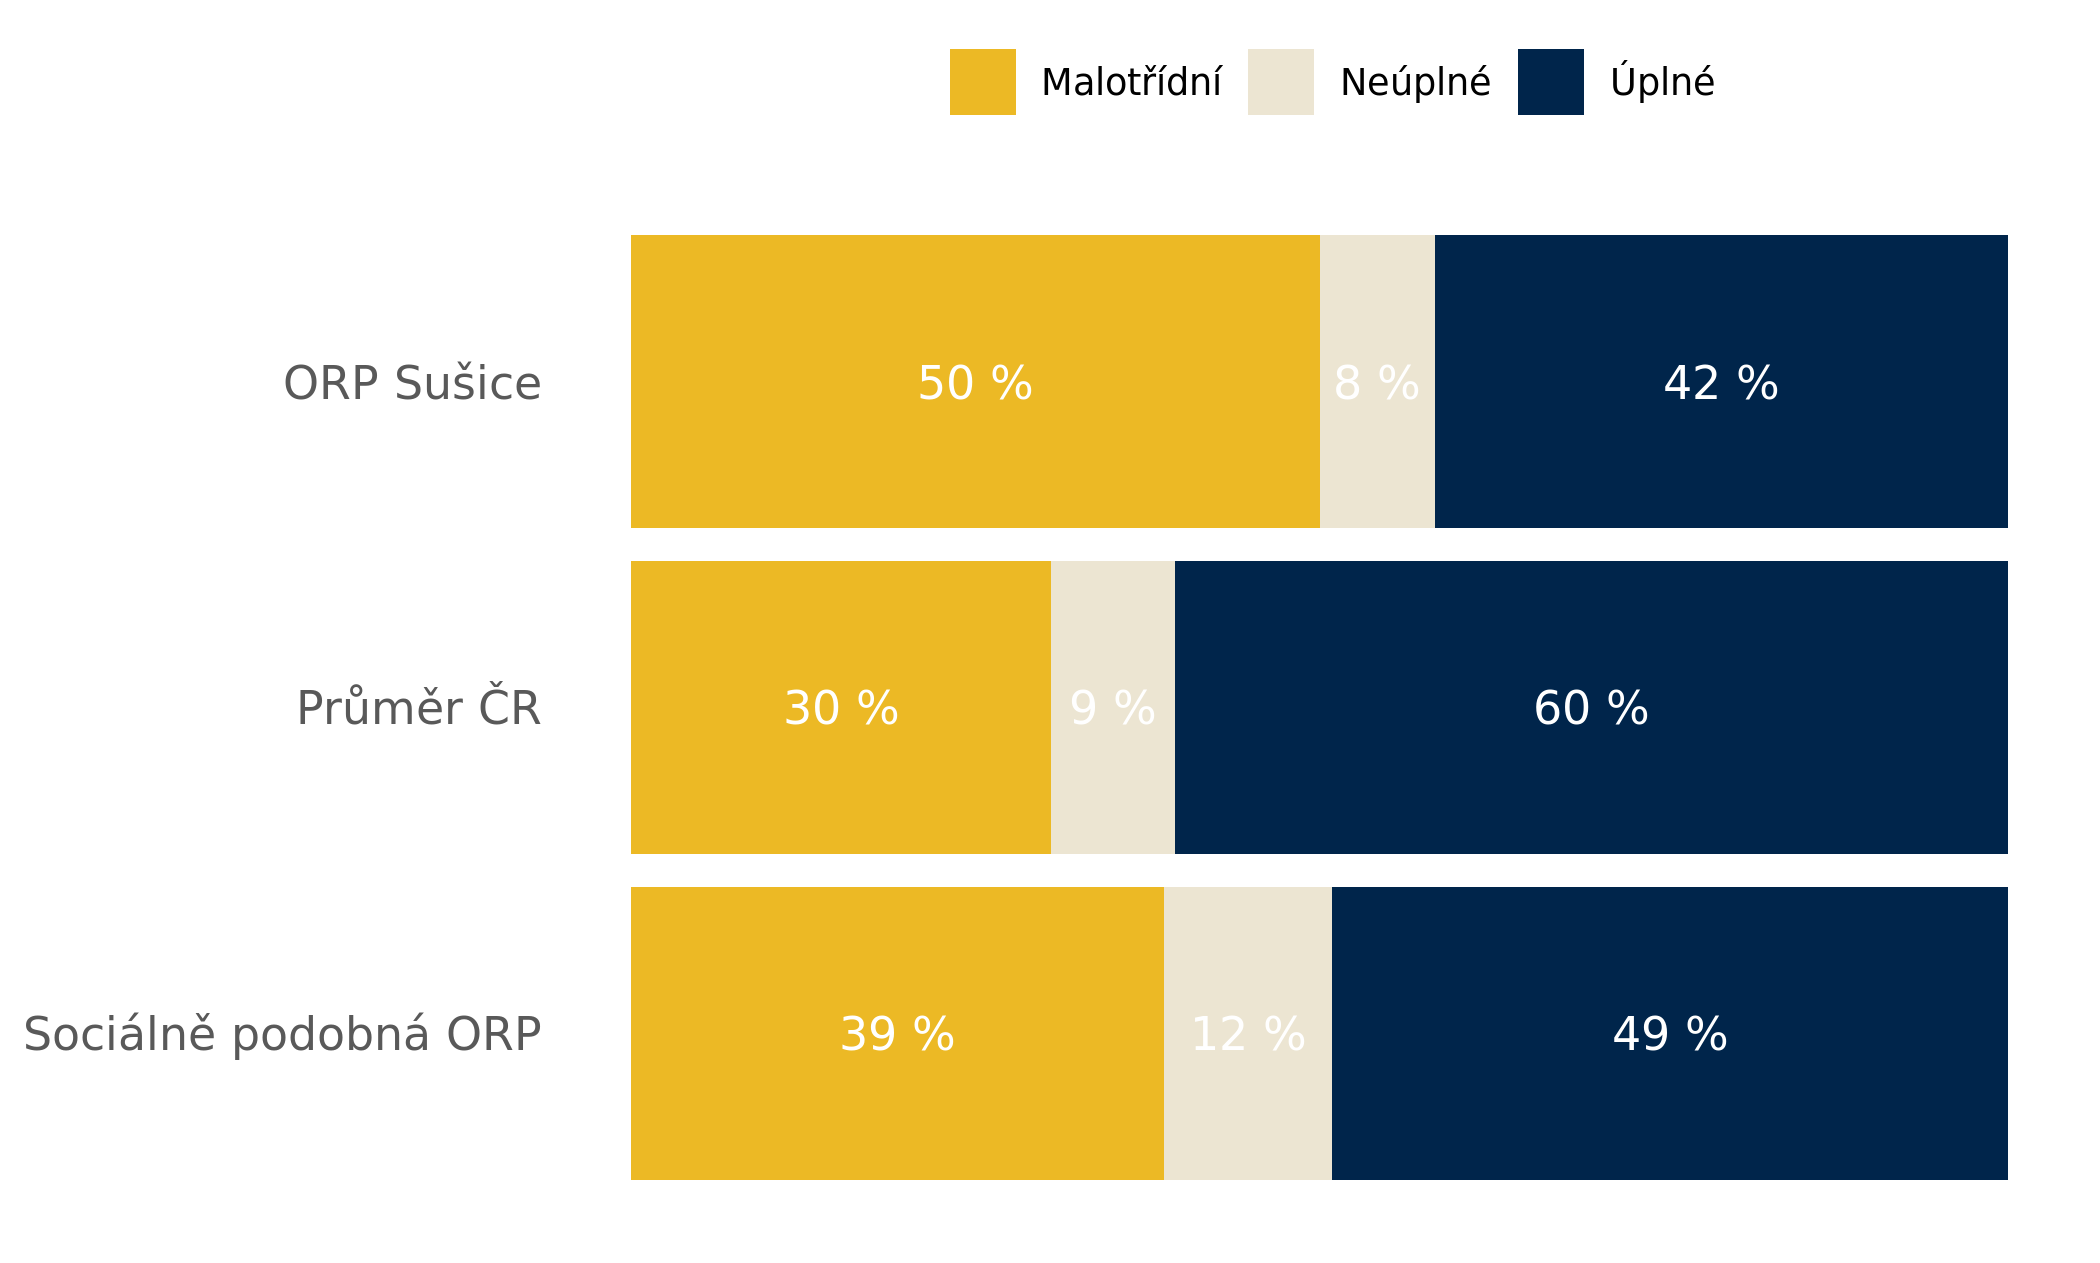 Malotřídní Neúplné Úplné
ORP Sušice 50 % 8 % 42 %
Průměr ČR 30 % 9 % 60 %
Sociálně podobná ORP 39 % 12 % 49 %